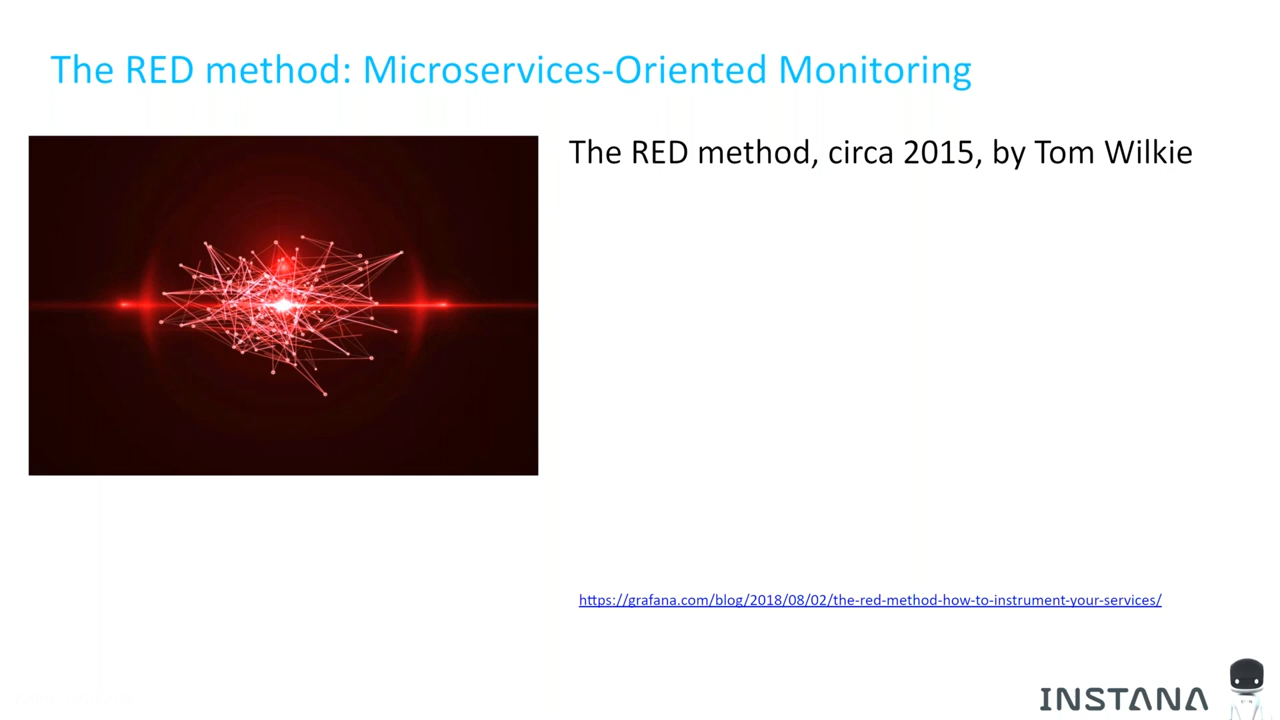 The RED method: Microservices-Oriented Monitoring
The RED method, circa 2015, by Tom Wilkie
https://grafana.com/blog/2018/08/02/the-red-method-how-to-instrument-your-services/
INSTANA